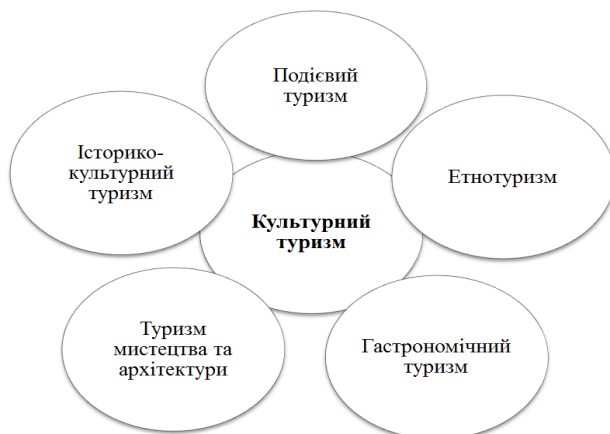 Подієвий
туризм
Історико-
культурний
туризм
Етнотуризм
Культурний
туризм
Туризм
мистецтва та
архітектури
Гастрономічний
туризм